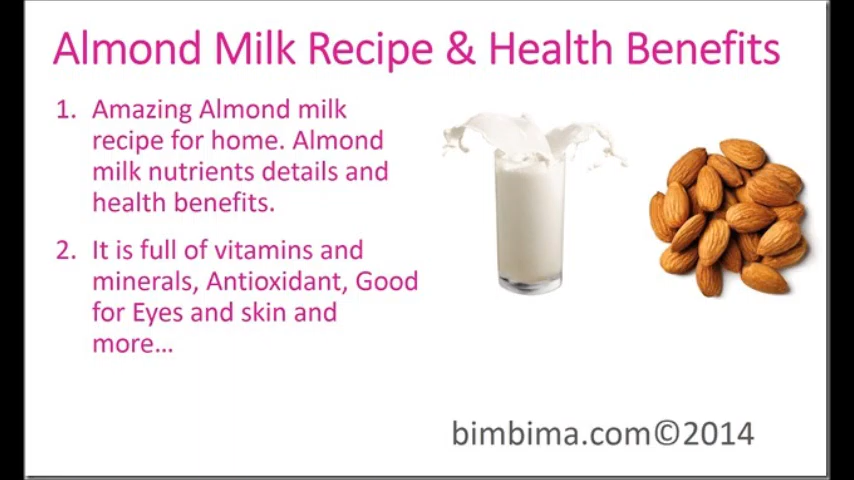 Almond Milk Recipe & Health Benefits
1. Amazing Almond milk
recipe for home. Almond
milk nutrients details and
health benefits.
2. It is full of vitamins and
minerals, Antioxidant, Good
for Eyes and skin and
more...
bimbima.com©2014